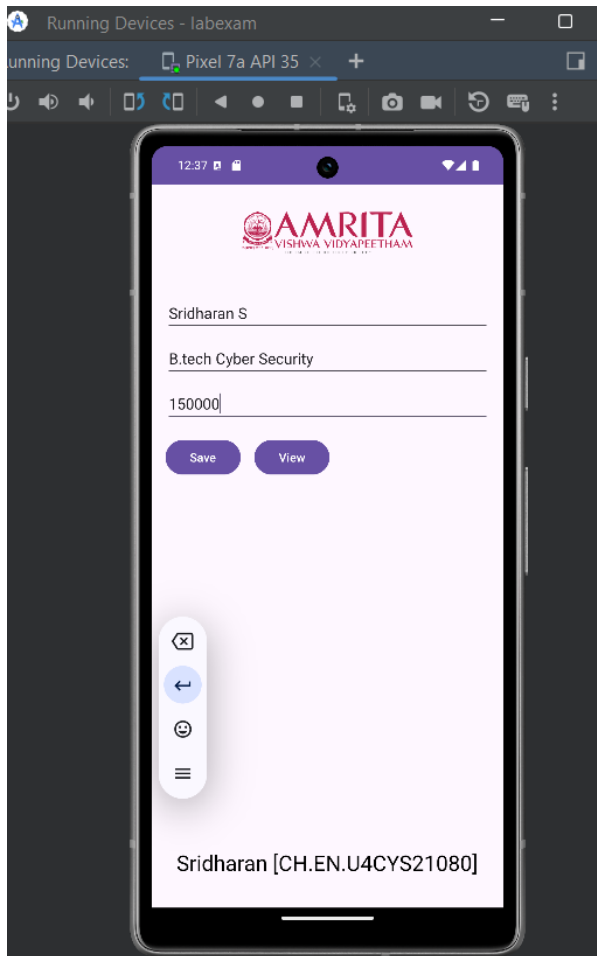 Running Devices - labexam
unning Devices: Pixel 7a API 35
12:37
AMRITA
VISHWA VIDYAPEETHAM
Sridharan S
B.tech Cyber Security
150000
Save View
Sridharan [CH.EN.U4CYS21080]